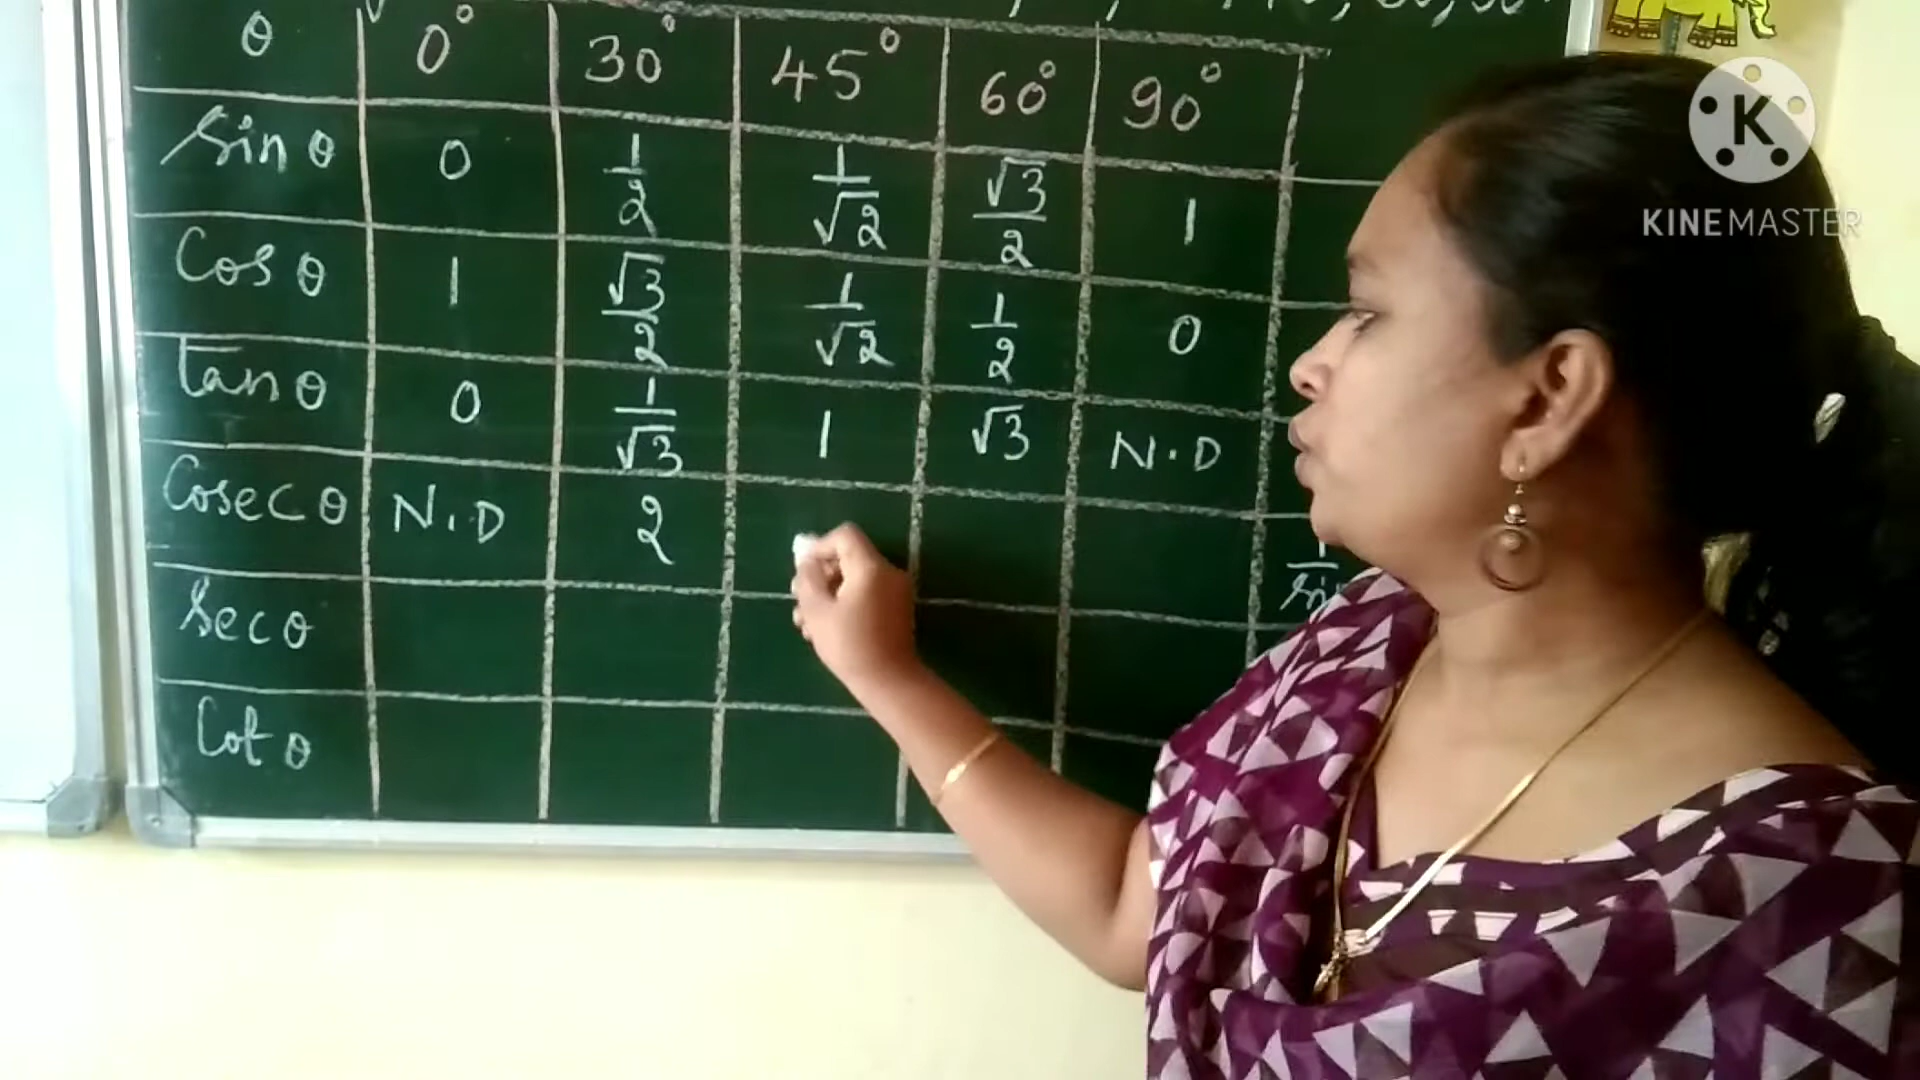 θ 0° 30° 45° 60° 90°
sin θ 0 1/2 1/√2 √3/2 1
Cos θ 1 √3/2 1/√2 1/2 0
tan θ 0 1/√3 1 √3 N.D
Cosec θ N.D 2
Sec θ
Cot θ
K
KINEMASTER